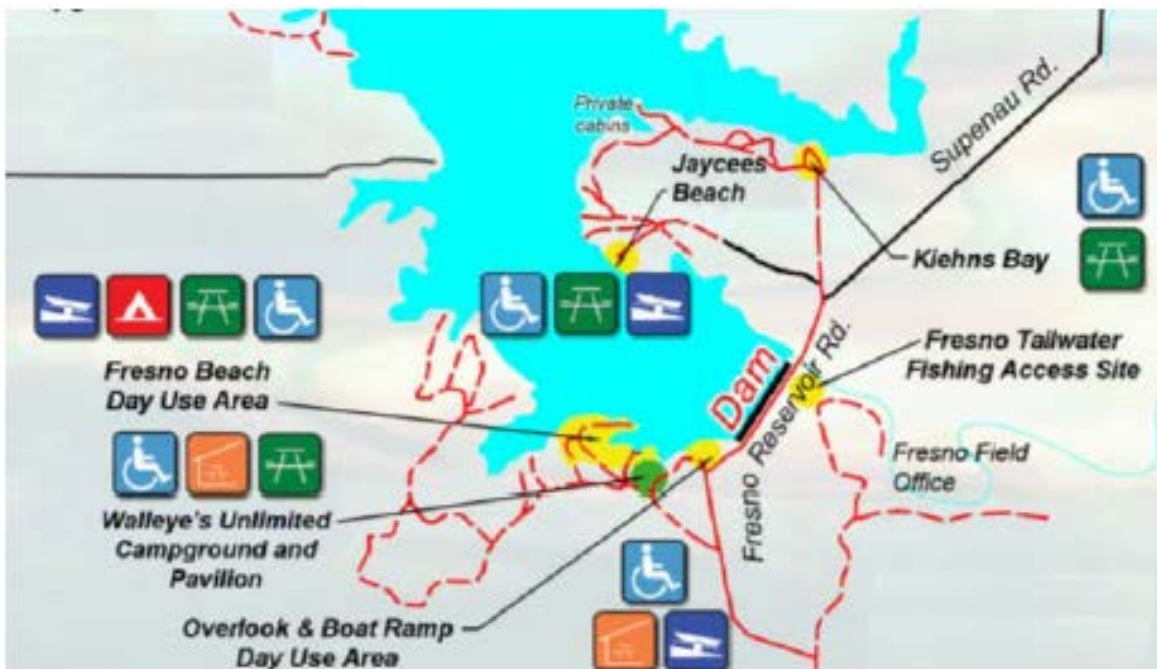 Private
cabins
Supenau Rd.
Jaycees
Beach
Kiehns Bay
Fresno Beach
Day Use Area
Dam
Fresno Reservoir Rd.
Fresno Tailwater
Fishing Access Site
Fresno Field
Office
Walleye's Unlimited
Campground and
Pavilion
Overlook & Boat Ramp
Day Use Area